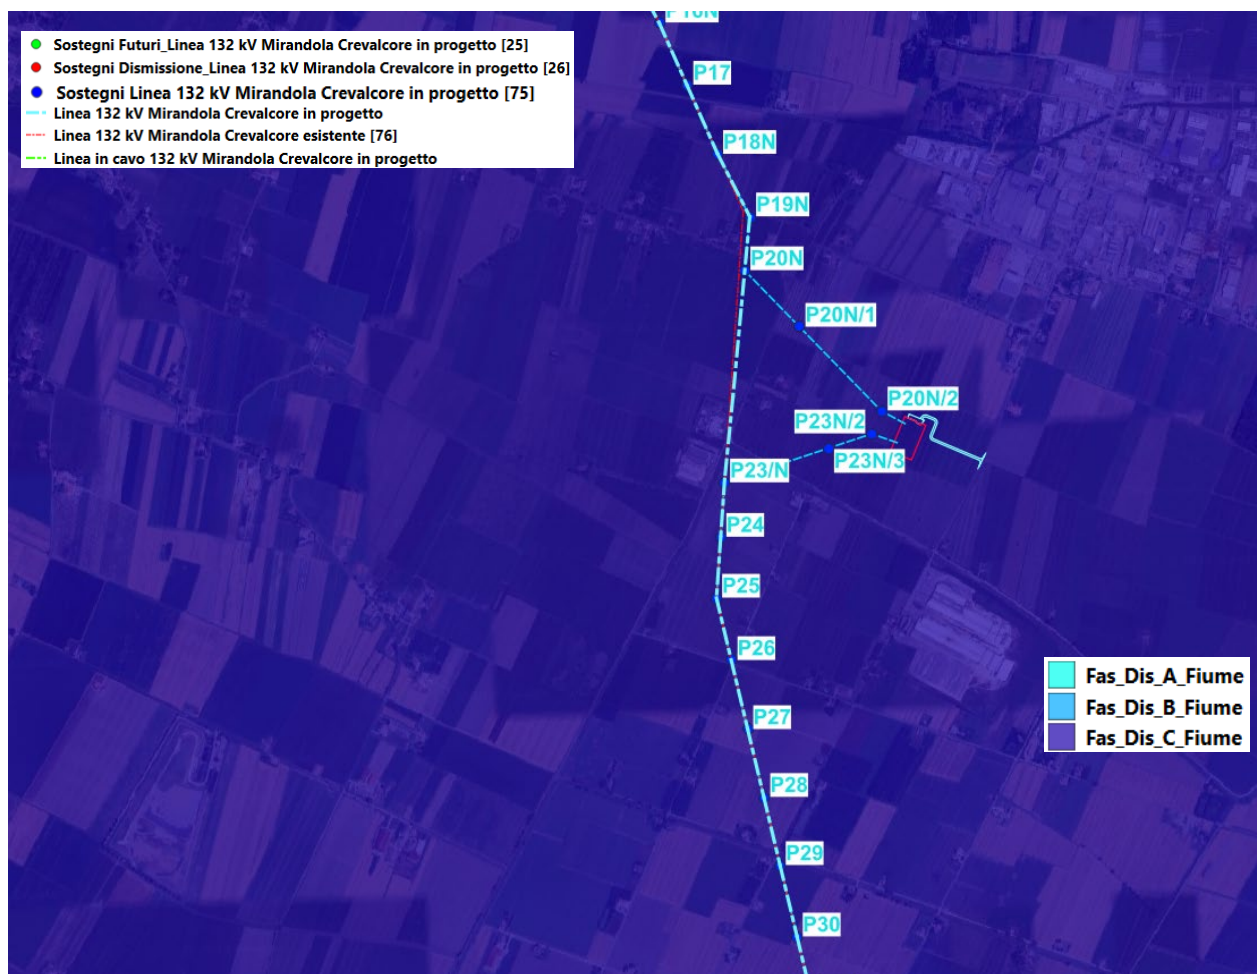 P16N
Sostegni Futuri_Linea 132 kV Mirandola Crevalcore in progetto [25]
Sostegni Dismissione_Linea 132 kV Mirandola Crevalcore in progetto [26]
Sostegni Linea 132 kV Mirandola Crevalcore in progetto [75]
Linea 132 kV Mirandola Crevalcore in progetto
Linea 132 kV Mirandola Crevalcore esistente [76]
Linea in cavo 132 kV Mirandola Crevalcore in progetto
P17
P18N
P19N
P20N
P20N/1
P20N/2
P23N/2
P23N/3
P23/N
P24
P25
P26
Fas_Dis_A_Fiume
Fas_Dis_B_Fiume
Fas_Dis_C_Fiume
P27
P28
P29
P30